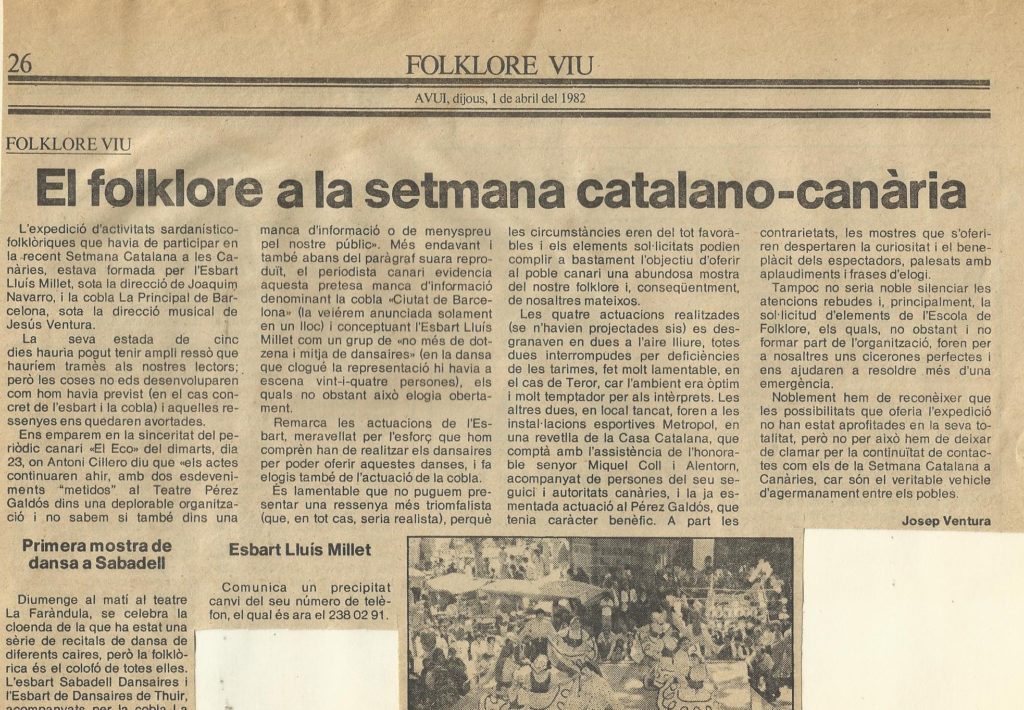 26
FOLKLORE VIU
AVUI, dijous, 1 de abril del 1982
FOLKLORE VIU
El folklore a la setmana catalano-canària
L'expedició d'activitats sardanístico-
folklòriques que havia de participar en
la recent Setmana Catalana a les Ca-
nàries, estava formada per l'Esbart
Lluís Millet, sota la direcció de Joaquim
Navarro, i la cobla La Principal de Bar-
celona, sota la direcció musical de
Jesús Ventura.
La seva estada de cinc
dies hauria pogut tenir ampli ressò que
hauríem tramès als nostres lectors;
però les coses no eds desenvoluparen
com hom havia previst (en el cas con-
cret de l'esbart i la cobla) i aquelles re-
ssenyes ens quedaren avortades.
Ens emparem en la sinceritat del pe-
riòdic canari «El Eco» del dimarts, dia
23, on Antoni Cillero diu que «els actes
continuaren ahir, amb dos esdeveni-
ments "metidos" al Teatre Pérez
Galdós dins una deplorable organitza-
ció i no sabem si també dins una
manca d'informació o de menyspreu
pel nostre públic». Més endavant i
també abans del paràgraf suara repro-
duït, el periodista canari evidencia
aquesta pretesa manca d'informació
denominant la cobla «Ciutat de Barce-
lona» (la veiérem anunciada solament
en un lloc) i conceptuant l'Esbart Lluís
Millet com un grup de «no més de dot-
zena i mitja de dansaires» (en la dansa
que clogué la representació hi havia a
escena vint-i-quatre persones), els
quals no obstant això elogia oberta-
ment.
Remarca les actuacions de l'Es-
bart, meravellat per l'esforç que hom
comprèn han de realitzar els dansaires
per poder oferir aquestes danses, i fa
elogis també de l'actuació de la cobla.
És lamentable que no puguem pre-
sentar una ressenya més triomfalista
(que, en tot cas, seria realista), perquè
les circumstàncies eren del tot favora-
bles i els elements sol·licitats podien
complir a bastament l'objectiu d'oferir
al poble canari una abundosa mostra
del nostre folklore i, conseqüentment,
de nosaltres mateixos.
Les quatre actuacions realitzades
(se n'havien projectades sis) es des-
granaven en dues a l'aire lliure, totes
dues interrompudes per deficiències
de les tarimes, fet molt lamentable, en
el cas de Teror, car l'ambient era òptim
i molt temptador per als intèrprets. Les
altres dues, en local tancat, foren a les
instal·lacions esportives Metropol, en
una revetlla de la Casa Catalana, que
comptà amb l'assistència de l'honora-
ble senyor Miquel Coll i Alentorn,
acompanyat de persones del seu se-
guici i autoritats canàries, i la ja es-
mentada actuació al Pérez Galdós, que
tenia caràcter benèfic. A part les
contrarietats, les mostres que s'oferi-
ren despertaren la curiositat i el bene-
plàcit dels espectadors, palesats amb
aplaudiments i frases d'elogi.
Tampoc no seria noble silenciar les
atencions rebudes i, principalment, la
sol·licitud d'elements de l'Escola de
Folklore, els quals, no obstant i no
formar part de l'organització, foren per
a nosaltres uns cicerones perfectes i
ens ajudaren a resoldre més d'una
emergència.
Noblement hem de reconèixer que
les possibilitats que oferia l'expedició
no han estat aprofitades en la seva to-
talitat, però no per això hem de deixar
de clamar per la continuïtat de contac-
tes com els de la Setmana Catalana a
Canàries, car són el veritable vehicle
d'agermanament entre els pobles.
Josep Ventura
Primera mostra de
dansa a Sabadell
Diumenge al matí al teatre
La Faràndula, se celebra la
cloenda de la que ha estat una
sèrie de recitals de dansa de
diferents caires, però la folklò-
rica és el colofó de totes elles.
L'esbart Sabadell Dansaires i
l'Esbart de Dansaires de Thuir,
acompanyats per la cobla La
Esbart Lluís Millet
Comunica un precipitat
canvi del seu número de telè-
fon, el qual és ara el 238 02 91.